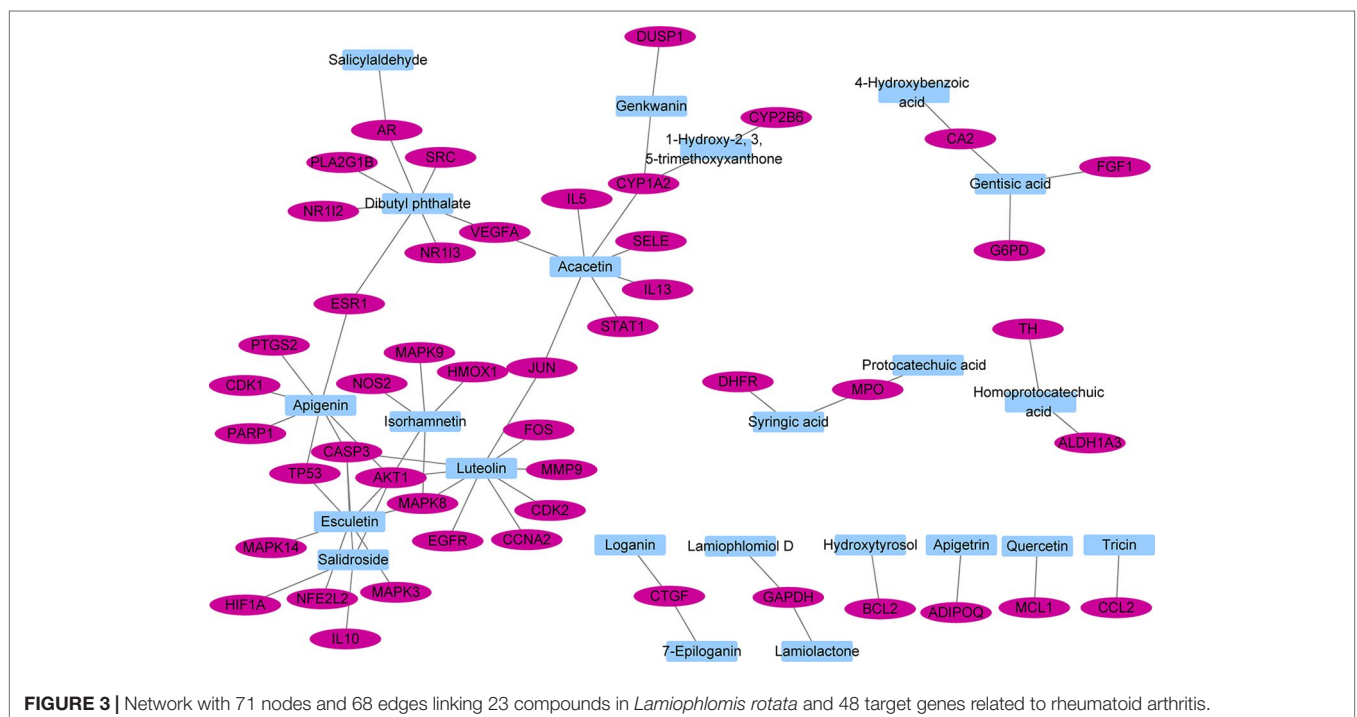 DUSP1
Salicylaldehyde
4-Hydroxybenzoic
acid
Genkwanin
CYP2B6
AR
1-Hydroxy-2, 3,
5-trimethoxyxanthone
CA2
PLA2G1B
SRC
FGF1
CYP1A2
Gentisic acid
IL5
Dibutyl phthalate
NR1I2
VEGFA
SELE
NR1I3
G6PD
Acacetin
IL13
ESR1
STAT1
TH
PTGS2
MAPK9
HMOX1
JUN
Protocatechuic acid
CDK1
NOS2
DHFR
MPO
Homoprotocatechuic
acid
Apigenin
Isorhamnetin
Syringic acid
PARP1
FOS
ALDH1A3
CASP3
TP53
AKT1
Luteolin
MMP9
MAPK8
CDK2
Esculetin
EGFR
CCNA2
MAPK14
Salidroside
Loganin
Lamiophlomiol D
Hydroxytyrosol
Apigetrin
Quercetin
Tricin
HIF1A
NFE2L2
MAPK3
CTGF
GAPDH
BCL2
ADIPOQ
MCL1
CCL2
IL10
7-Epiloganin
Lamiolactone
FIGURE 3 | Network with 71 nodes and 68 edges linking 23 compounds in Lamiophlomis rotata and 48 target genes related to rheumatoid arthritis.